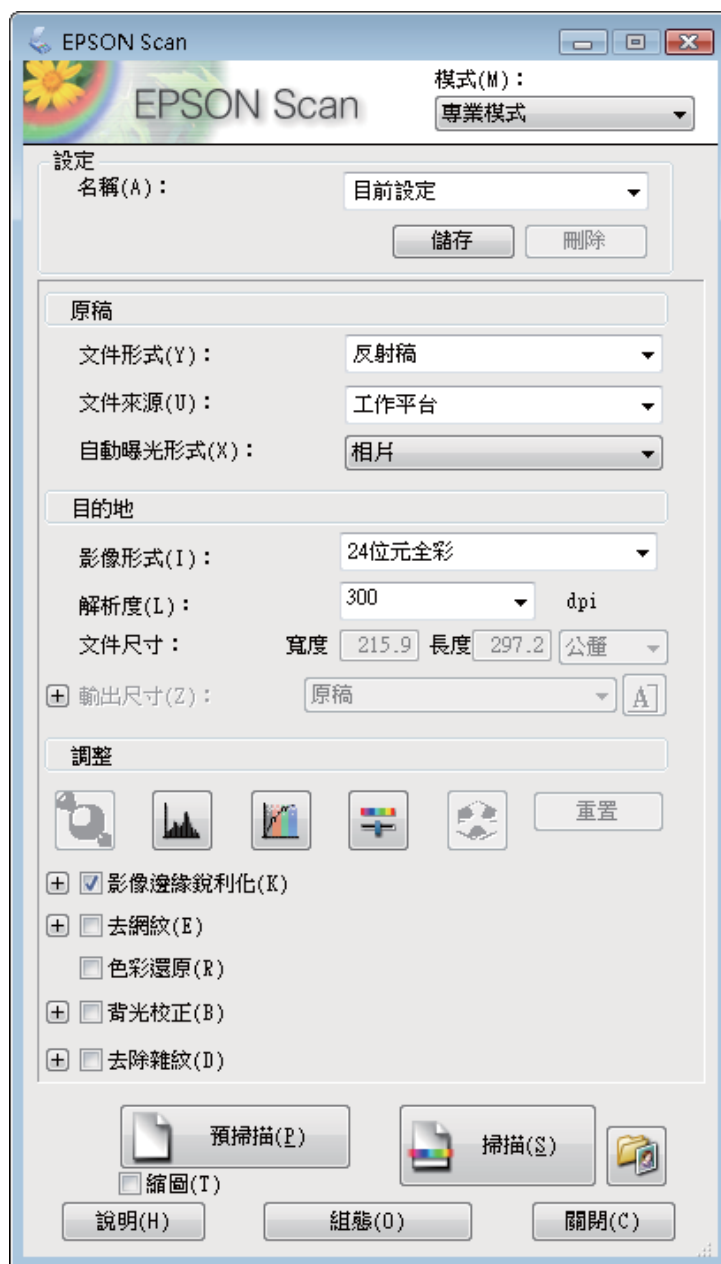 EPSON Scan
EPSON Scan
模式(M)：
專業模式
設定
名稱(A)：
目前設定
儲存
刪除
原稿
文件形式(Y)：
反射稿
文件來源(U)：
工作平台
自動曝光形式(X)：
相片
目的地
影像形式(I)：
24位元全彩
解析度(L)：
300
dpi
文件尺寸：
寬度 215.9 長度 297.2 公釐
輸出尺寸(Z)：
原稿
A
調整
重置
影像邊緣銳利化(K)
去網紋(E)
色彩還原(R)
背光校正(B)
去除雜紋(D)
預掃描(P)
掃描(S)
縮圖(T)
說明(H)
組態(O)
關閉(C)